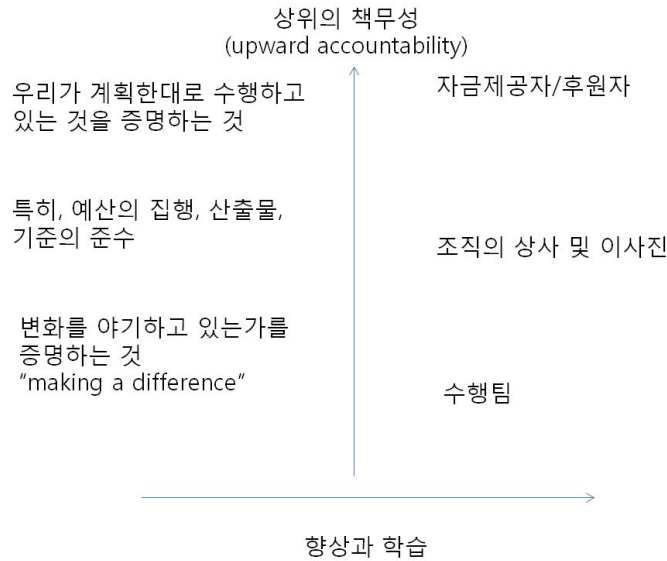 상위의 책무성
(upward accountability)
우리가 계획한대로 수행하고
있는 것을 증명하는 것
자금제공자/후원자
특히, 예산의 집행, 산출물,
기준의 준수
조직의 상사 및 이사진
변화를 야기하고 있는가를
증명하는 것
"making a difference"
수행팀
향상과 학습